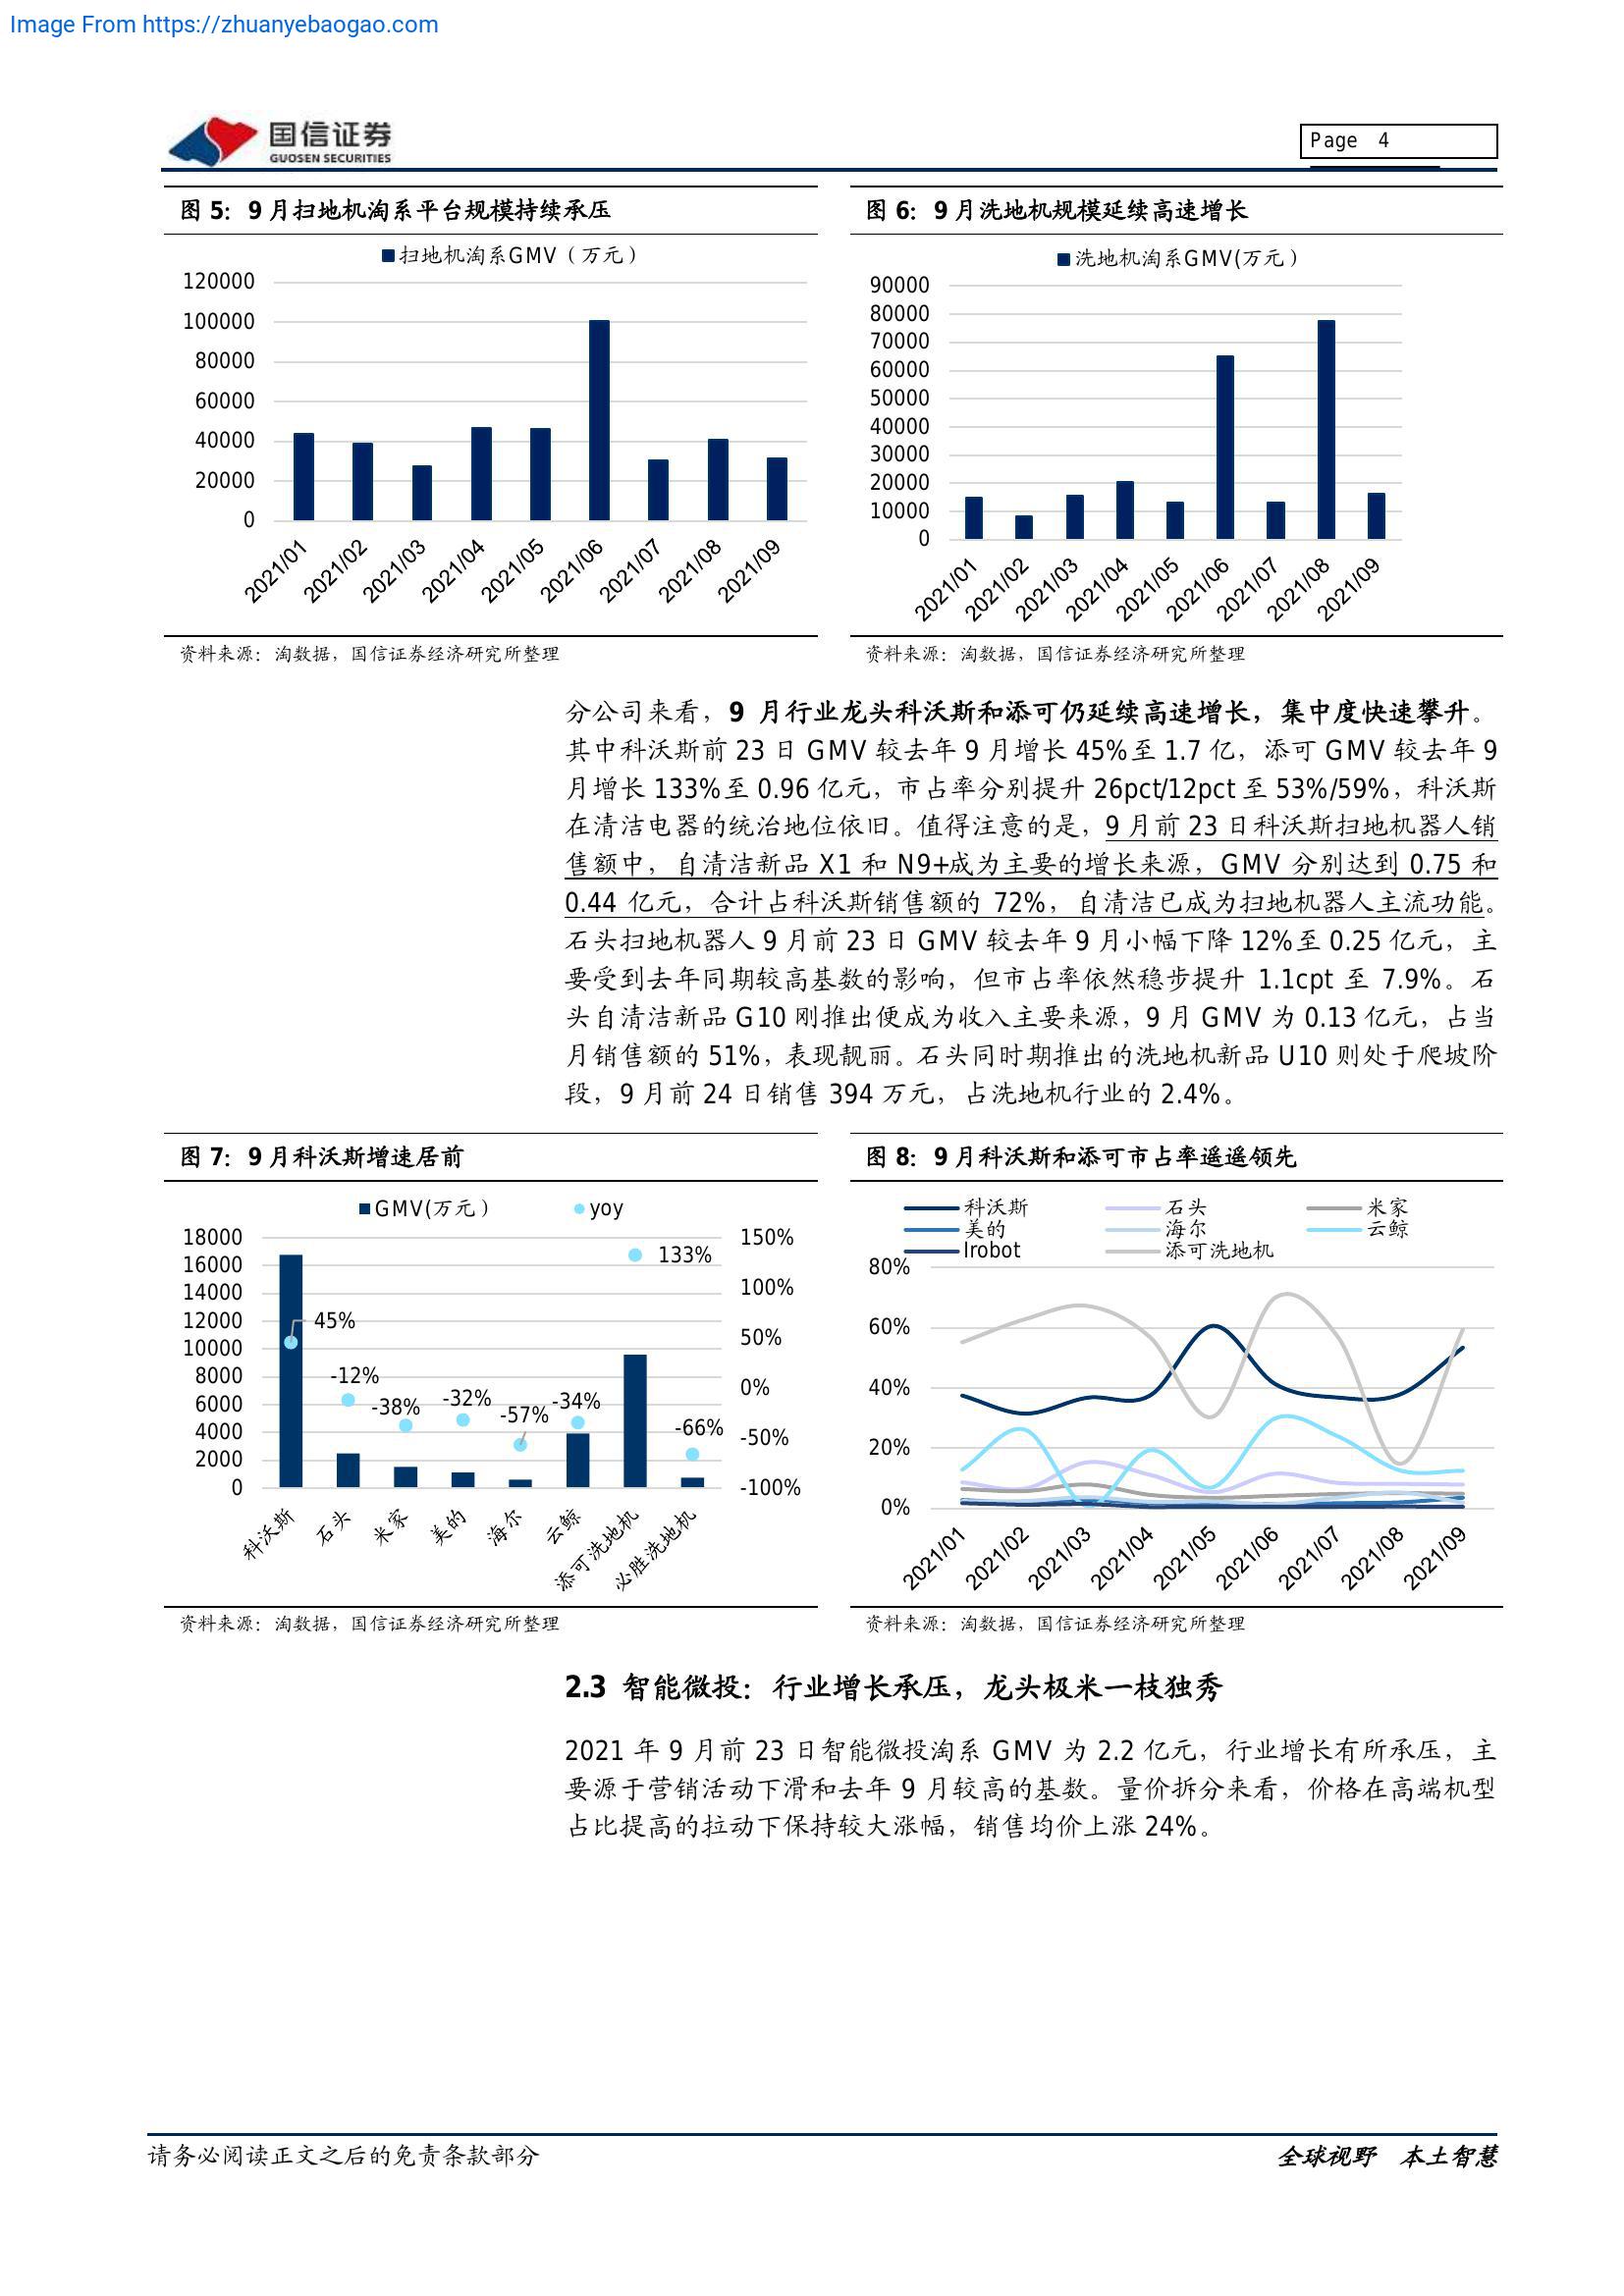 Image From https://zhuanyebaogao.com
国信证券
GUOSEN SECURITIES
Page 4
图 5：9 月扫地机淘系平台规模持续承压
扫地机淘系GMV（万元）
120000
100000
80000
60000
40000
20000
0
2021/01 2021/02 2021/03 2021/04 2021/05 2021/06 2021/07 2021/08 2021/09
资料来源：淘数据，国信证券经济研究所整理
图 6：9 月洗地机规模延续高速增长
洗地机淘系GMV(万元）
90000
80000
70000
60000
50000
40000
30000
20000
10000
0
2021/01 2021/02 2021/03 2021/04 2021/05 2021/06 2021/07 2021/08 2021/09
资料来源：淘数据，国信证券经济研究所整理
分公司来看，9 月行业龙头科沃斯和添可仍延续高速增长，集中度快速攀升。
其中科沃斯前 23 日 GMV 较去年 9 月增长 45%至 1.7 亿，添可 GMV 较去年 9
月增长 133%至 0.96 亿元，市占率分别提升 26pct/12pct 至 53%/59%，科沃斯
在清洁电器的统治地位依旧。值得注意的是，9 月前 23 日科沃斯扫地机器人销
售额中，自清洁新品 X1 和 N9+成为主要的增长来源，GMV 分别达到 0.75 和
0.44 亿元，合计占科沃斯销售额的 72%，自清洁已成为扫地机器人主流功能。
石头扫地机器人 9 月前 23 日 GMV 较去年 9 月小幅下降 12%至 0.25 亿元，主
要受到去年同期较高基数的影响，但市占率依然稳步提升 1.1cpt 至 7.9%。石
头自清洁新品 G10 刚推出便成为收入主要来源，9 月 GMV 为 0.13 亿元，占当
月销售额的 51%，表现靓丽。石头同时期推出的洗地机新品 U10 则处于爬坡阶
段，9 月前 24 日销售 394 万元，占洗地机行业的 2.4%。
图 7：9 月科沃斯增速居前
GMV(万元） yoy
18000
16000
14000
12000
10000
8000
6000
4000
2000
0
150%
100%
50%
0%
-50%
-100%
45% -12% -38% -32% -57% -34% 133% -66%
科沃斯 石头 米家 美的 海尔 云鲸 添可洗地机 必胜洗地机
资料来源：淘数据，国信证券经济研究所整理
图 8：9 月科沃斯和添可市占率遥遥领先
科沃斯 石头 米家
美的 海尔 云鲸
Irobot 添可洗地机
80%
60%
40%
20%
0%
2021/01 2021/02 2021/03 2021/04 2021/05 2021/06 2021/07 2021/08 2021/09
资料来源：淘数据，国信证券经济研究所整理
2.3 智能微投：行业增长承压，龙头极米一枝独秀
2021 年 9 月前 23 日智能微投淘系 GMV 为 2.2 亿元，行业增长有所承压，主
要源于营销活动下滑和去年 9 月较高的基数。量价拆分来看，价格在高端机型
占比提高的拉动下保持较大涨幅，销售均价上涨 24%。
请务必阅读正文之后的免责条款部分
全球视野 本土智慧